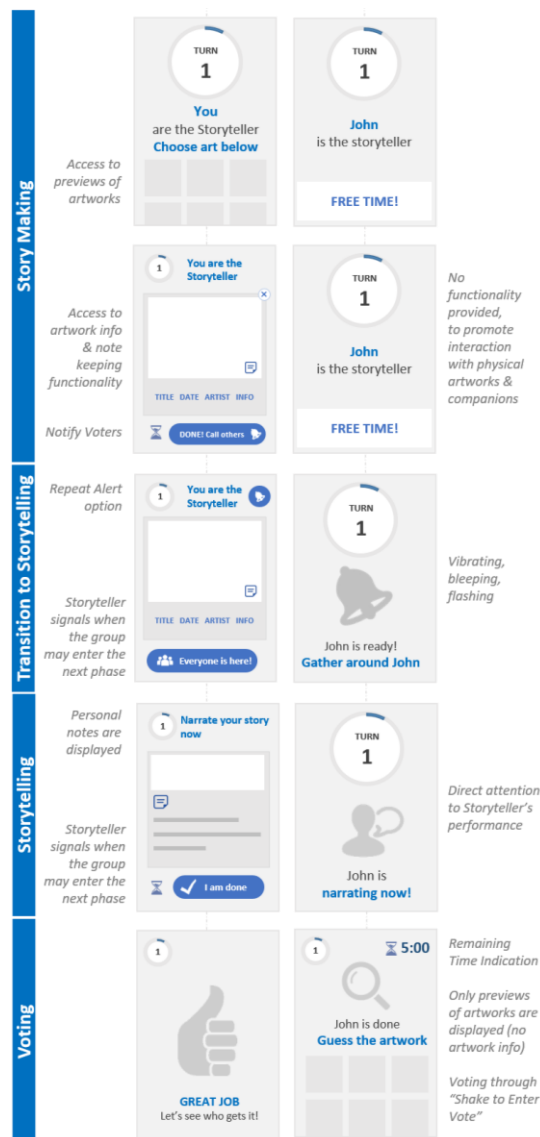 Story Making
Access to
previews of
artworks
TURN
1
You
are the Storyteller
Choose art below
TURN
1
John
is the storyteller
FREE TIME!
Access to
artwork info
& note
keeping
functionality
Notify Voters
1
You are the
Storyteller
TITLE DATE ARTIST INFO
DONE! Call others
TURN
1
John
is the storyteller
FREE TIME!
No
functionality
provided,
to promote
interaction
with physical
artworks &
companions
Transition to Storytelling
Repeat Alert
option
Storyteller
signals when
the group
may enter the
next phase
1
You are the
Storyteller
TITLE DATE ARTIST INFO
Everyone is here!
TURN
1
John is ready!
Gather around John
Vibrating,
bleeping,
flashing
Storytelling
Personal
notes are
displayed
Storyteller
signals when
the group
may enter the
next phase
1
Narrate your story
now
I am done
TURN
1
John is
narrating now!
Direct attention
to Storyteller's
performance
Voting
1
GREAT JOB
Let's see who gets it!
1
5:00
John is done
Guess the artwork
Remaining
Time Indication
Only previews
of artworks are
displayed (no
artwork info)
Voting through
“Shake to Enter
Vote”